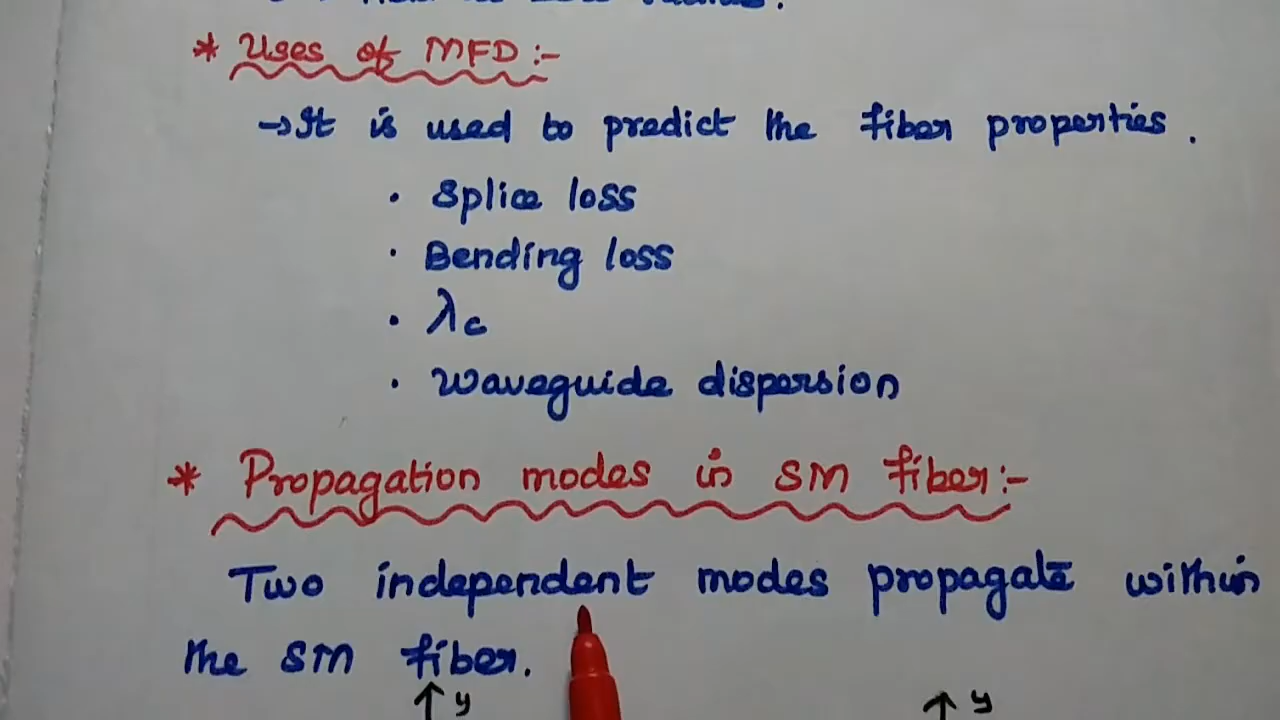 * Uses of MFD :-
→ It is used to predict the fiber properties .
· Splice loss
· Bending loss
· λc
· Waveguide dispersion
* Propagation modes in SM fiber :-
Two independent modes propagate within
the SM fiber.
↑ y ↑ y